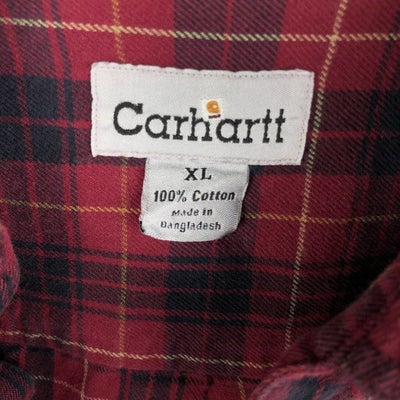 Carhartt
XL
100% Cotton
Made in
Bangladesh